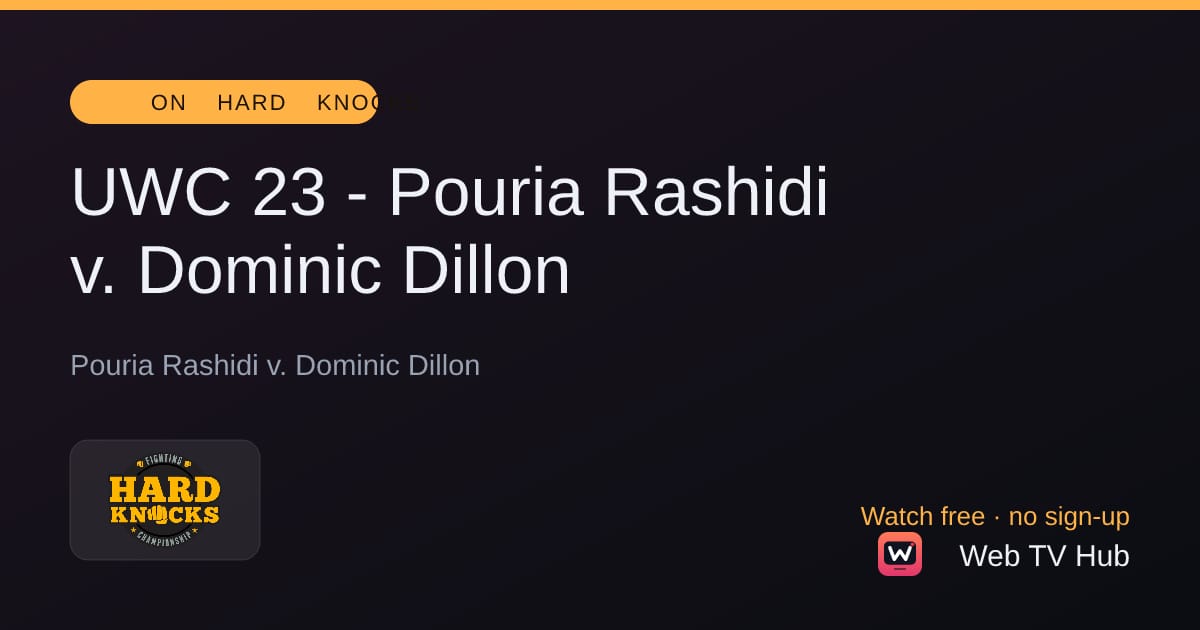 ON HARD KNOC
UWC 23 - Pouria Rashidi
v. Dominic Dillon
Pouria Rashidi v. Dominic Dillon
FIGHTING
HARD
KNOCKS
CHAMPIONSHIP
Watch free · no sign-up
W
Web TV Hub